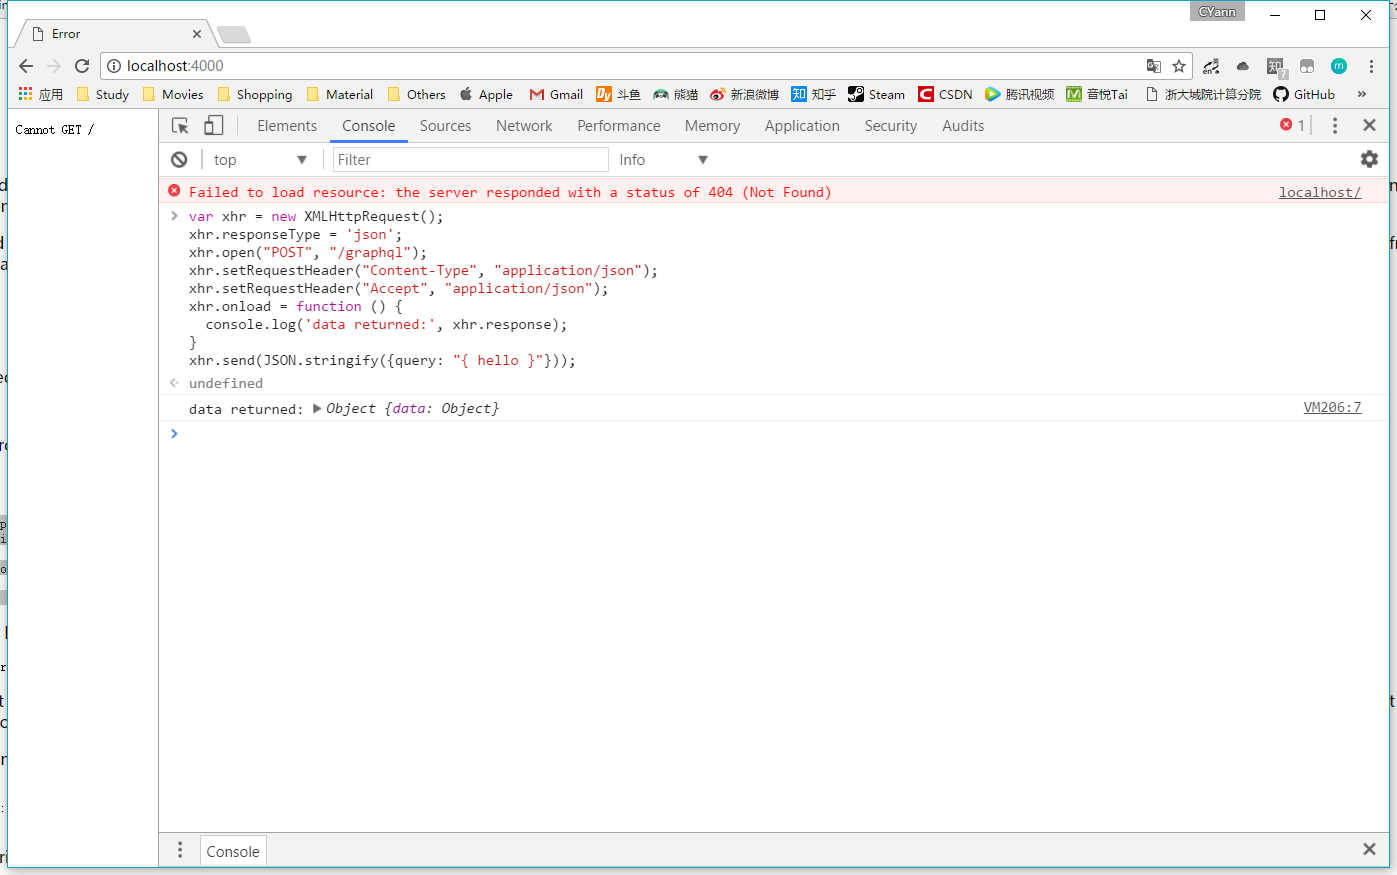 CYann
Error
localhost:4000
应用 Study Movies Shopping Material Others Apple Gmail 斗鱼 熊猫 新浪微博 知乎 Steam CSDN 腾讯视频 音悦Tai 浙大城院计算分院 GitHub »
Cannot GET /
Elements Console Sources Network Performance Memory Application Security Audits 1
top Filter Info
Failed to load resource: the server responded with a status of 404 (Not Found) localhost/
var xhr = new XMLHttpRequest();
xhr.responseType = 'json';
xhr.open("POST", "/graphql");
xhr.setRequestHeader("Content-Type", "application/json");
xhr.setRequestHeader("Accept", "application/json");
xhr.onload = function () {
console.log('data returned:', xhr.response);
}
xhr.send(JSON.stringify({query: "{ hello }"}));
undefined
data returned: Object {data: Object} VM206:7
Console